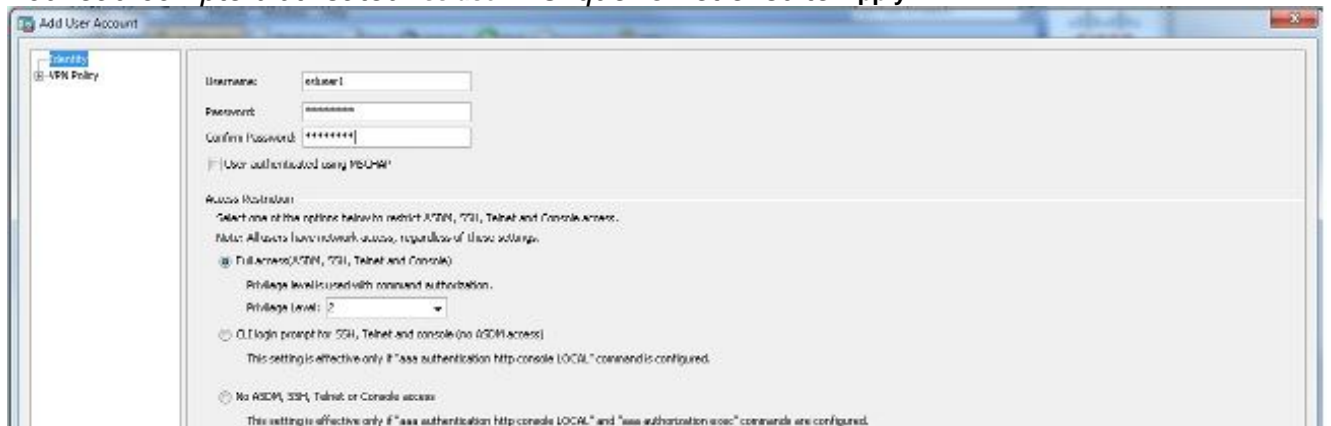 Add User Account
Identity
VPN Policy
Username:
Password: ********
Confirm Password: ********
User authenticated using MSCHAP
Access Restriction
Select one of the options below to restrict ASDM, SSH, Telnet and Console access.
Note: All users have network access, regardless of these settings.
Full access(ASDM, SSH, Telnet and Console)
Privilege level is used with command authorization.
Privilege Level: 2
CLI login prompt for SSH, Telnet and console (no ASDM access)
This setting is effective only if "aaa authentication http console LOCAL" command is configured.
No ASDM, SSH, Telnet or Console access
This setting is effective only if "aaa authentication http console LOCAL" and "aaa authorization exec" commands are configured.